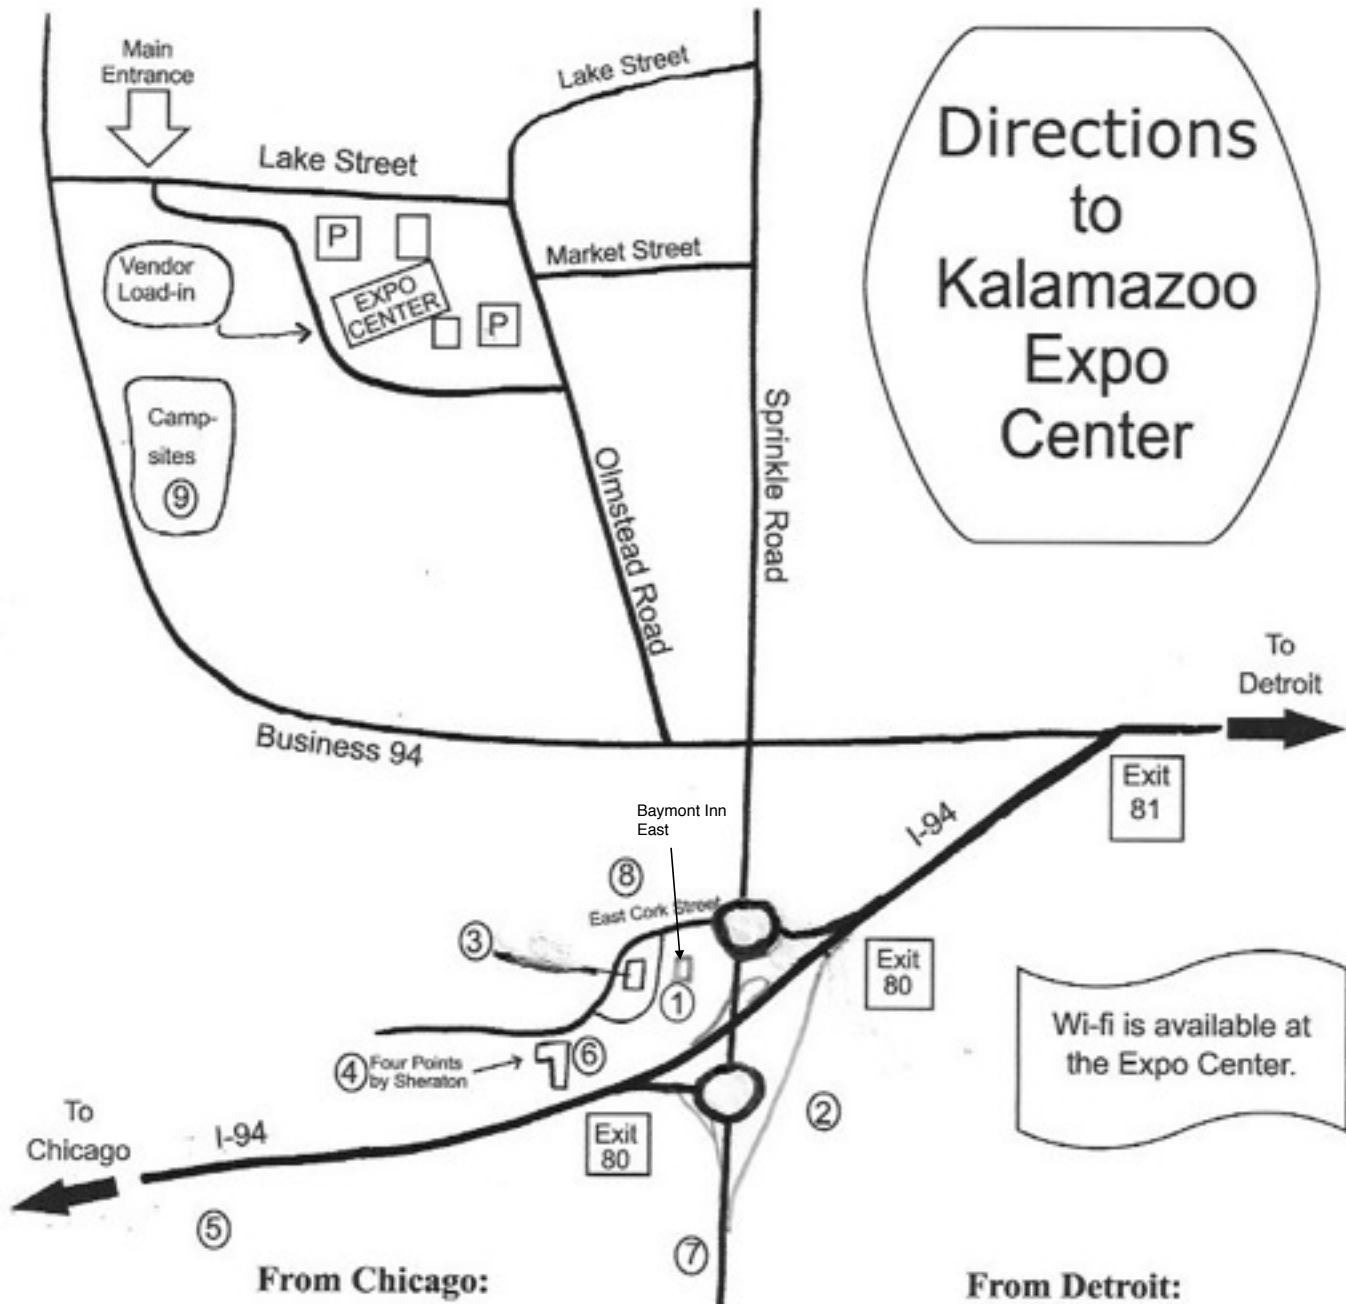 Directions
to
Kalamazoo
Expo
Center
Main
Entrance
Lake Street
Lake Street
Market Street
P
EXPO
CENTER
P
Vendor
Load-in
Camp-
sites
9
Olmstead Road
Sprinkle Road
Business 94
To
Detroit
Exit
81
I-94
Baymont Inn
East
8
East Cork Street
3
1
Exit
80
Wi-fi is available at
the Expo Center.
4
Four Points
by Sheraton
6
2
To
Chicago
I-94
Exit
80
5
7
From Chicago:
From Detroit: